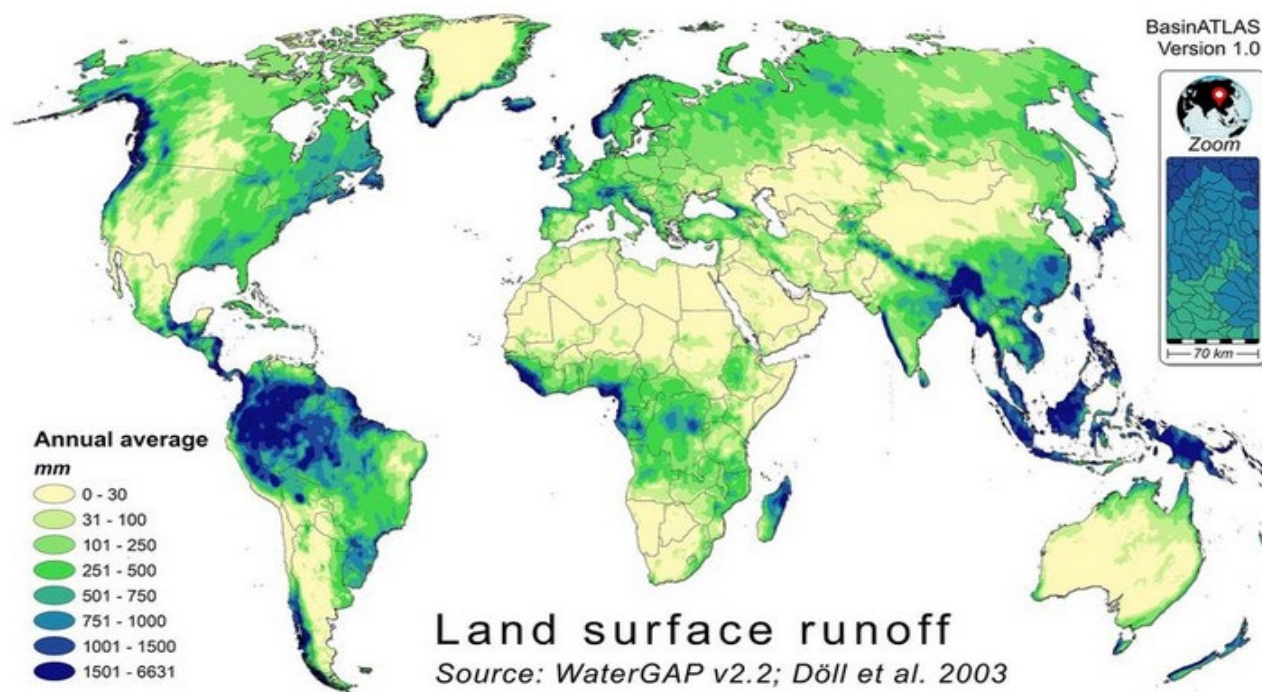 BasinATLAS
Version 1.0
Zoom
70 km
Annual average
mm
0 - 30
31 - 100
101 - 250
251 - 500
501 - 750
751 - 1000
1001 - 1500
1501 - 6631
Land surface runoff
Source: WaterGAP v2.2; Döll et al. 2003